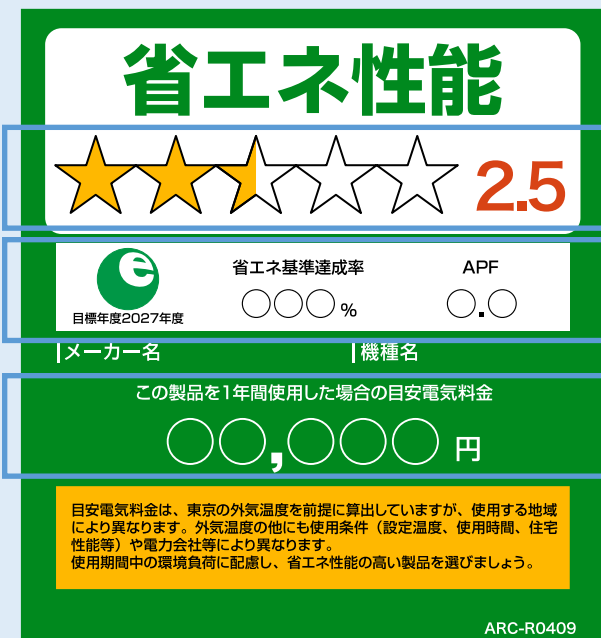 省エネ性能
2.5
e
省エネ基準達成率
APF
目標年度2027年度
○○○%
○.○
メーカー名
機種名
この製品を1年間使用した場合の目安電気料金
○○,○○○円
目安電気料金は、東京の外気温度を前提に算出していますが、使用する地域
により異なります。外気温度の他にも使用条件（設定温度、使用時間、住宅
性能等）や電力会社等により異なります。
使用期間中の環境負荷に配慮し、省エネ性能の高い製品を選びましょう。
ARC-R0409